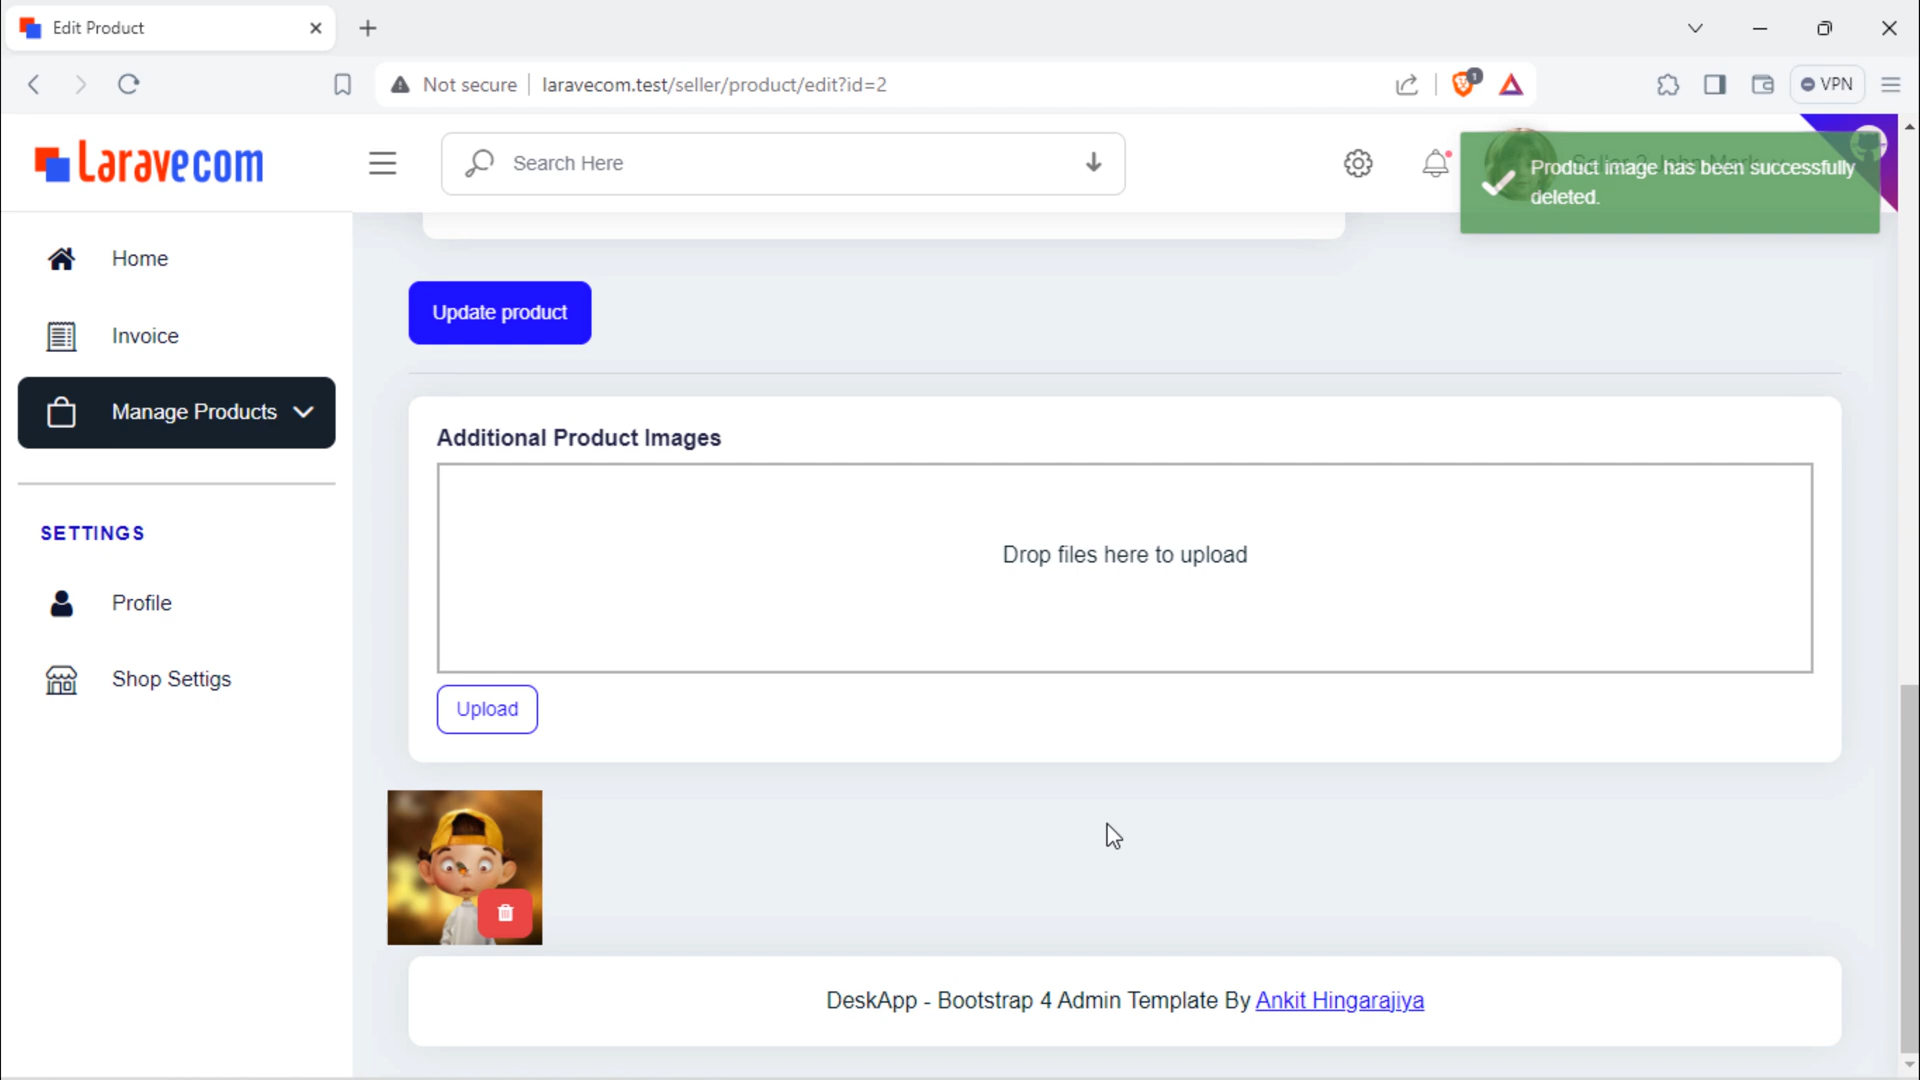 Edit Product
Not secure
laravecom.test/seller/product/edit?id=2
1
VPN
Laravecom
Search Here
Product image has been successfully
deleted.
Home
Invoice
Manage Products
SETTINGS
Profile
Shop Settigs
Update product
Additional Product Images
Drop files here to upload
Upload
DeskApp - Bootstrap 4 Admin Template By Ankit Hingarajiya